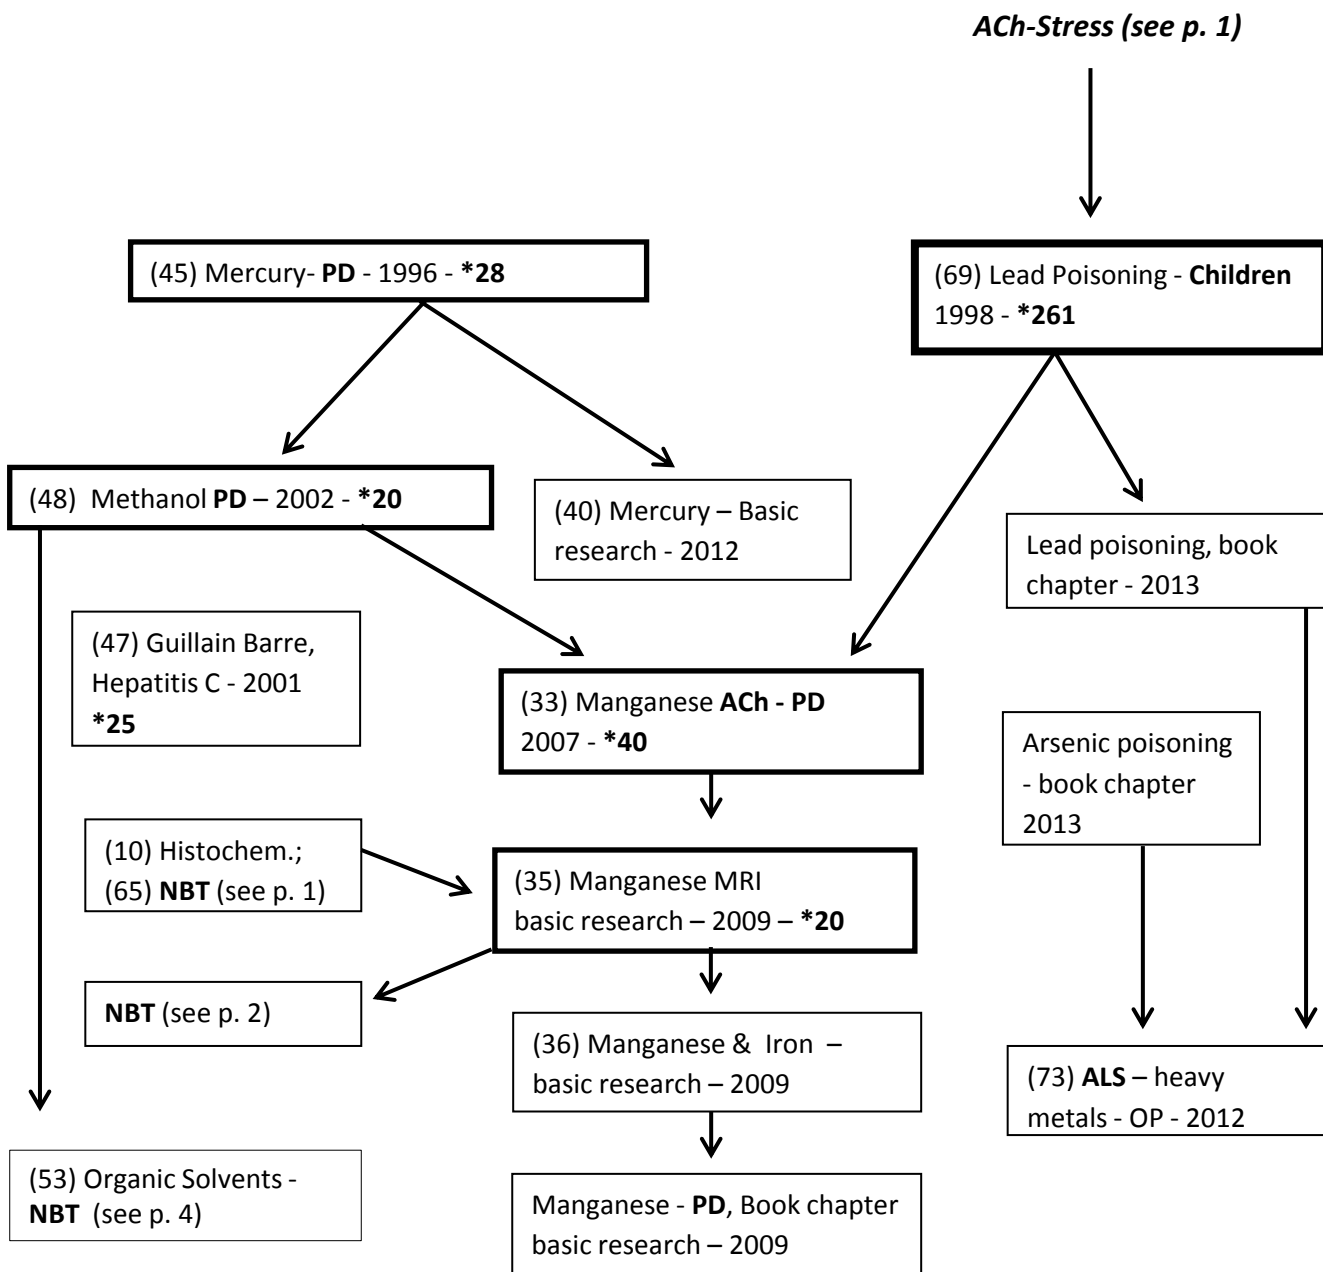 ACh-Stress (see p. 1)
(45) Mercury- PD - 1996 - *28
(69) Lead Poisoning - Children
1998 - *261
(48) Methanol PD – 2002 - *20
(40) Mercury – Basic
research - 2012
Lead poisoning, book
chapter - 2013
(47) Guillain Barre,
Hepatitis C - 2001
*25
(33) Manganese ACh - PD
2007 - *40
Arsenic poisoning
- book chapter
2013
(10) Histochem.;
(65) NBT (see p. 1)
(35) Manganese MRI
basic research – 2009 – *20
NBT (see p. 2)
(36) Manganese & Iron –
basic research – 2009
(73) ALS – heavy
metals - OP - 2012
(53) Organic Solvents -
NBT (see p. 4)
Manganese - PD, Book chapter
basic research – 2009